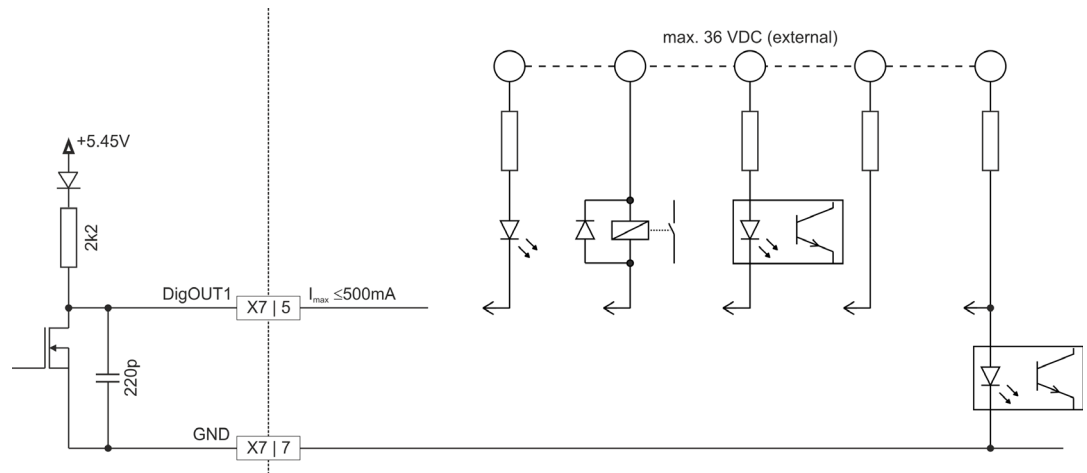 max. 36 VDC (external)
+5.45V
2k2
DigOUT1
X7 | 5
Imax ≤500mA
220p
GND
X7 | 7